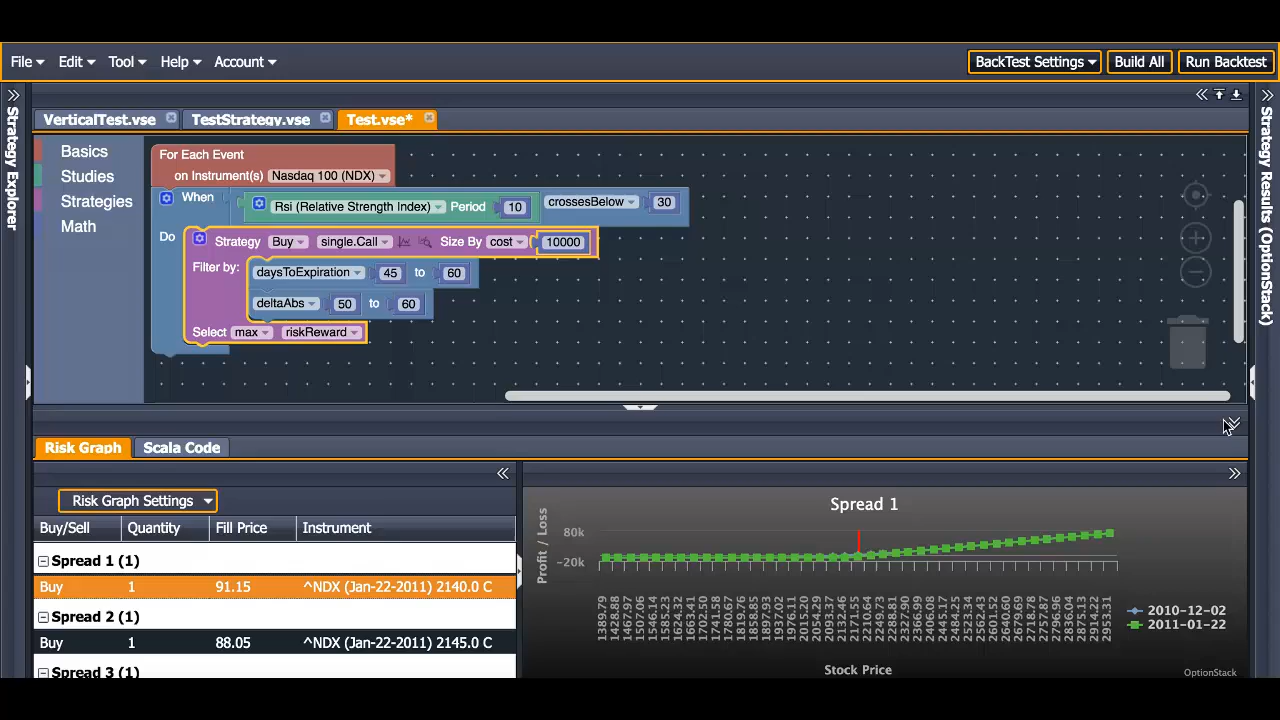 File Edit Tool Help Account BackTest Settings Build All Run Backtest
Strategy Explorer
VerticalTest.vse TestStrategy.vse Test.vse*
Basics
Studies
Strategies
Math
For Each Event
on Instrument(s) Nasdaq 100 (NDX)
When Rsi (Relative Strength Index) Period 10 crossesBelow 30
Do Strategy Buy single.Call Size By cost 10000
Filter by: daysToExpiration 45 to 60
deltaAbs 50 to 60
Select max riskReward
Strategy Results (OptionStack)
Risk Graph Scala Code
Risk Graph Settings
Buy/Sell Quantity Fill Price Instrument
Spread 1 (1)
Buy 1 91.15 ^NDX (Jan-22-2011) 2140.0 C
Spread 2 (1)
Buy 1 88.05 ^NDX (Jan-22-2011) 2145.0 C
Spread 3 (1)
Spread 1
Profit / Loss
80k
-20k
1389.79
1428.88
1467.97
1507.06
1546.14
1585.23
1624.32
1663.41
1702.50
1741.58
1780.67
1819.76
1858.85
1897.93
1937.02
1976.11
2015.20
2054.29
2093.37
2132.46
2171.55
2210.64
2249.73
2288.81
2327.90
2366.99
2406.08
2445.17
2484.25
2523.34
2562.43
2601.52
2640.60
2679.69
2718.78
2757.87
2796.96
2836.04
2875.13
2914.22
2953.31
Stock Price
2010-12-02
2011-01-22
OptionStack